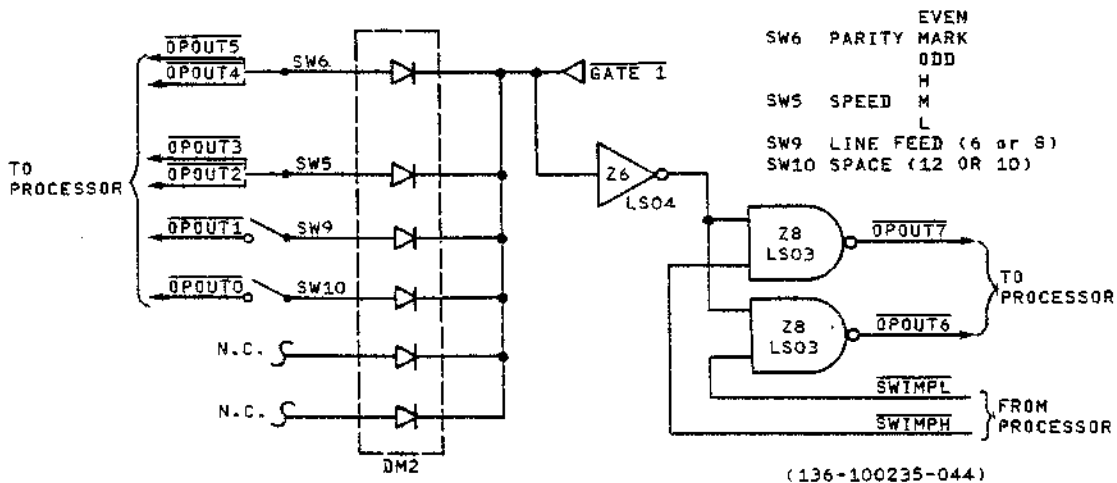 OPOUT5
OPOUT4
SW6
GATE 1
EVEN
SW6 PARITY MARK
ODD
H
SW5 SPEED M
L
SW9 LINE FEED (6 or 8)
SW10 SPACE (12 OR 10)
OPOUT3
OPOUT2
SW5
TO
PROCESSOR
Z6
LS04
OPOUT1
SW9
Z8
LS03
OPOUT7
OPOUT0
SW10
TO
PROCESSOR
Z8
LS03
OPOUT6
N.C.
N.C.
SWIMPL
SWIMPH
FROM
PROCESSOR
DM2
(136-100235-044)